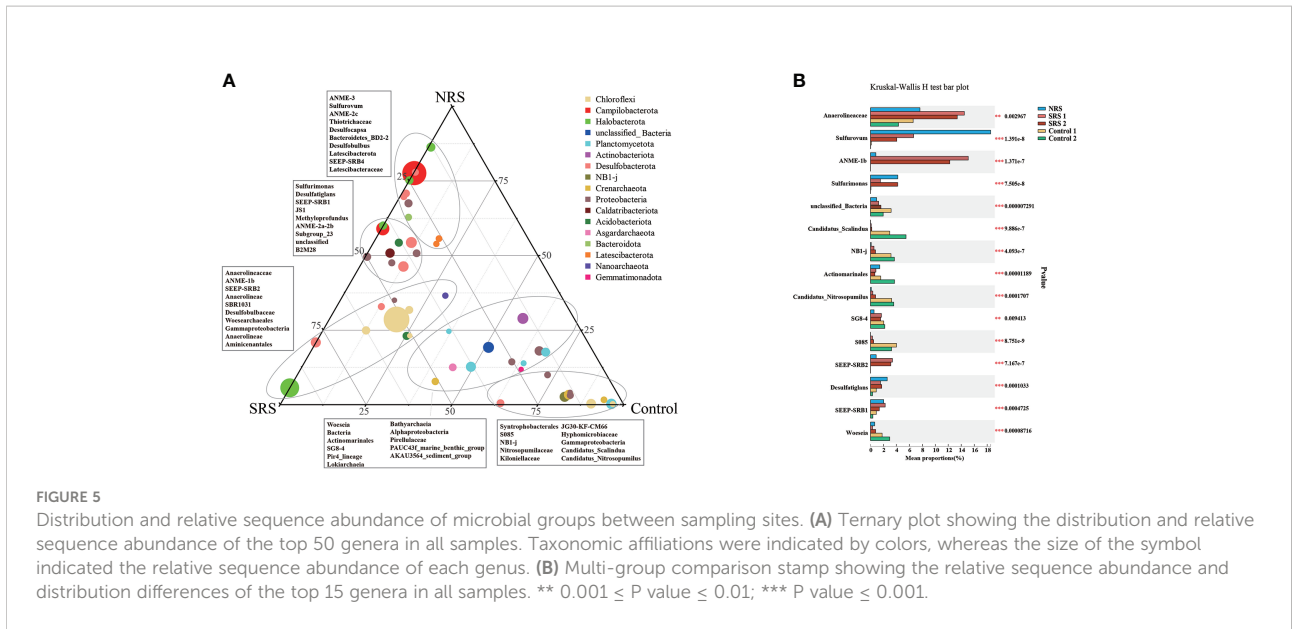 A
NRS
ANME-3
Sulfurovum
ANME-2c
Thiotrichaceae
Desulfocapsa
Bacteroidetes_BD2-2
Desulfobulbus
Latescibacterota
SEEP-SRB4
Latescibacteraceae
Sulfurimonas
Desulfatiglans
SEEP-SRB1
JS1
Methyloprofundus
ANME-2a-2b
Subgroup_23
unclassified
B2M28
Anaerolineaceae
ANME-1b
SEEP-SRB2
Anaerolineae
SBR1031
Desulfobulbaceae
Woesearchaeales
Gammaproteobacteria
Anaerolineae
Aminicenantales
25
50
75
75
50
25
SRS
25
50
75
Control
Chloroflexi
Campilobacterota
Halobacterota
unclassified_Bacteria
Planctomycetota
Actinobacteriota
Desulfobacterota
NB1-j
Crenarchaeota
Proteobacteria
Caldatribacteriota
Acidobacteriota
Asgardarchaeota
Bacteroidota
Latescibacterota
Nanoarchaeota
Gemmatimonadota
Woeseia
Bacteria
Actinomarinales
SG8-4
Pir4_lineage
Lokiarchaeia
Bathyarchaeia
Alphaproteobacteria
Pirellulaceae
PAUC43f_marine_benthic_group
AKAU3564_sediment_group
Syntrophobacterales
S085
NB1-j
Nitrosopumilaceae
Kiloniellaceae
JG30-KF-CM66
Hyphomicrobiaceae
Gammaproteobacteria
Candidatus_Scalindua
Candidatus_Nitrosopumilus
B
Kruskal-Wallis H test bar plot
NRS
SRS 1
SRS 2
Control 1
Control 2
Anaerolineaceae ** 0.002967
Sulfurovum ***1.391e-8
ANME-1b ***1.371e-7
Sulfurimonas ***7.505e-8
unclassified_Bacteria ***0.000007291
Candidatus_Scalindua ***9.886e-7
NB1-j ***4.093e-7
Actinomarinales ***0.00001189
Candidatus_Nitrosopumilus ***0.0001707
SG8-4 ** 0.009413
S085 ***8.751e-9
SEEP-SRB2 ***7.167e-7
Desulfatiglans ***0.0001033
SEEP-SRB1 ***0.0004725
Woeseia ***0.00008716
Pvalue
0 2 4 6 8 10 12 14 16 18
Mean proportions(%)
FIGURE 5
Distribution and relative sequence abundance of microbial groups between sampling sites. (A) Ternary plot showing the distribution and relative
sequence abundance of the top 50 genera in all samples. Taxonomic affiliations were indicated by colors, whereas the size of the symbol
indicated the relative sequence abundance of each genus. (B) Multi-group comparison stamp showing the relative sequence abundance and
distribution differences of the top 15 genera in all samples. ** 0.001 ≤ P value ≤ 0.01; *** P value ≤ 0.001.